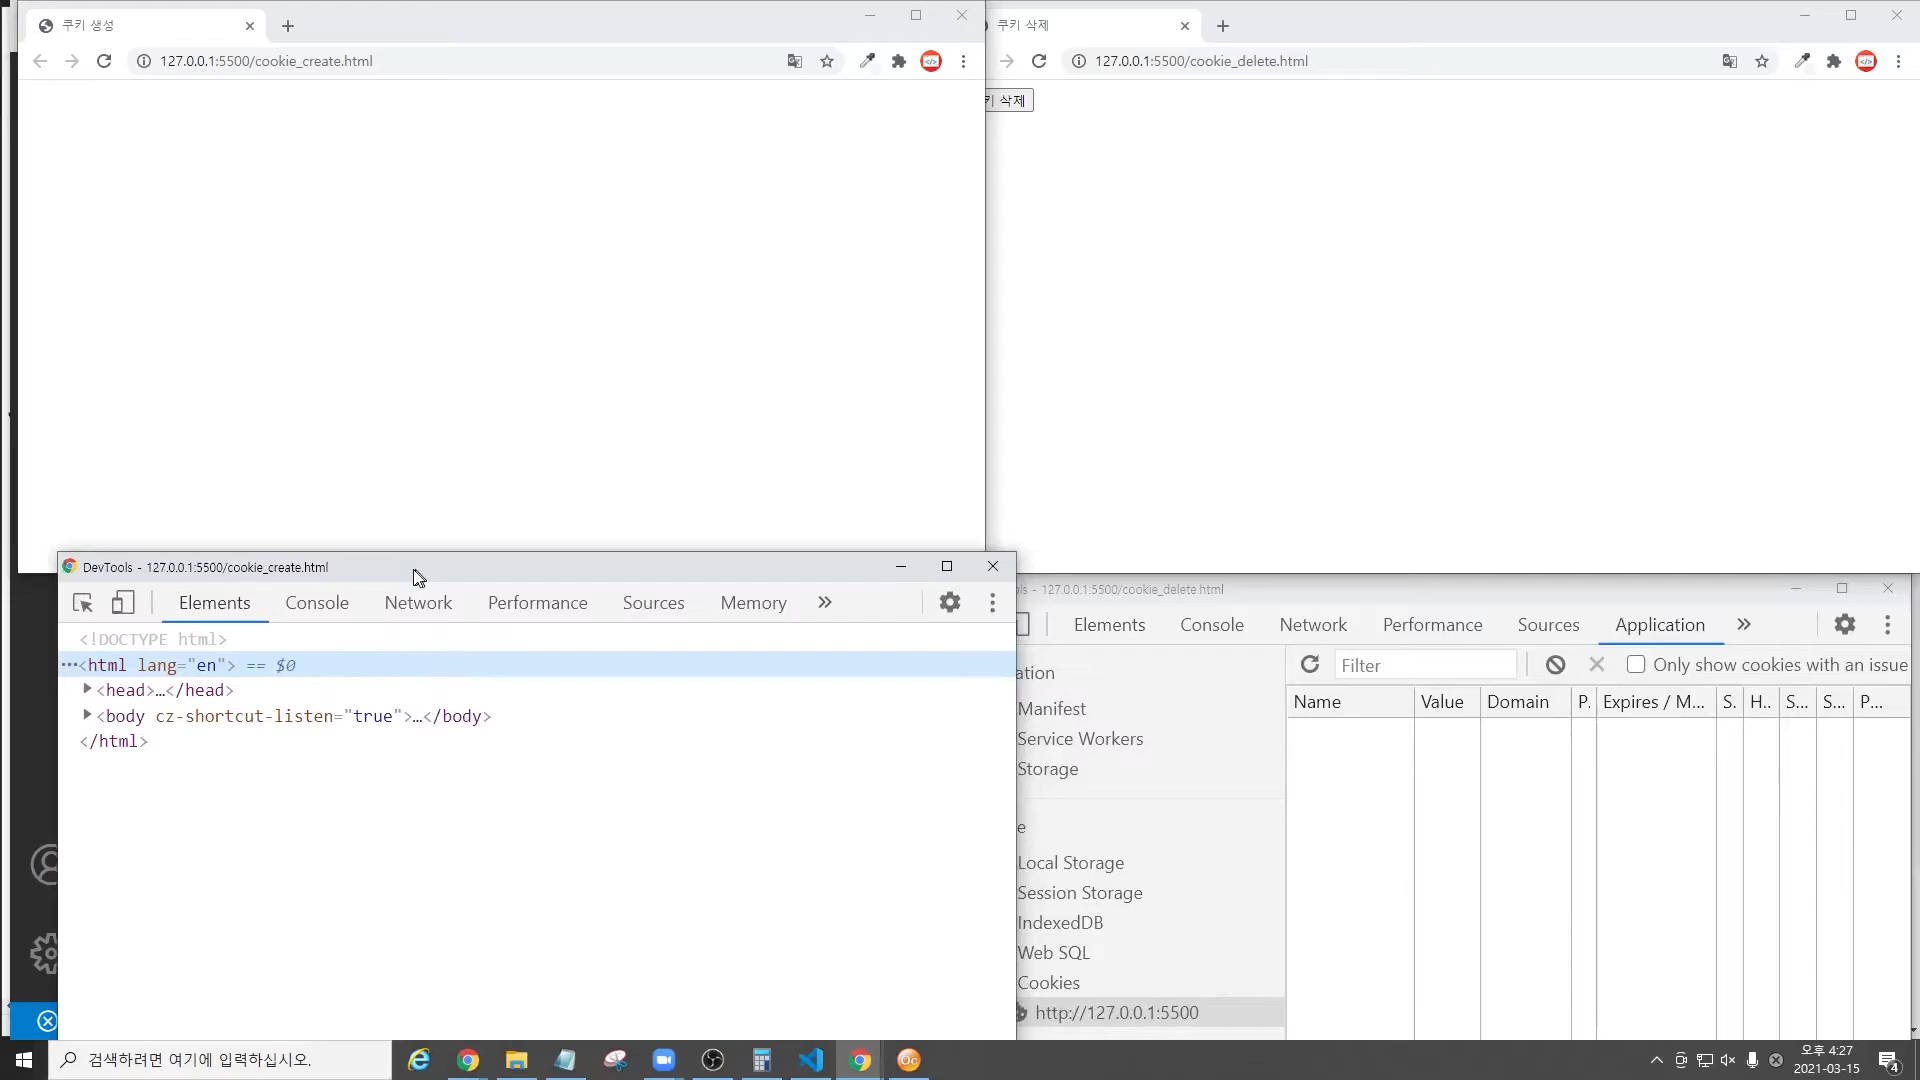 쿠키 생성
127.0.0.1:5500/cookie_create.html
쿠키 삭제
127.0.0.1:5500/cookie_delete.html
키 삭제
DevTools - 127.0.0.1:5500/cookie_create.html
Elements Console Network Performance Sources Memory
<!DOCTYPE html>
<html lang="en"> == $0
<head>…</head>
<body cz-shortcut-listen="true">…</body>
</html>
ls - 127.0.0.1:5500/cookie_delete.html
Elements Console Network Performance Sources Application
ation
Manifest
Service Workers
Storage
e
Local Storage
Session Storage
IndexedDB
Web SQL
Cookies
http://127.0.0.1:5500
Filter Only show cookies with an issue
Name Value Domain P. Expires / M... S. H.. S... S... P...
검색하려면 여기에 입력하십시오.
Oc
오후 4:27
2021-03-15
4